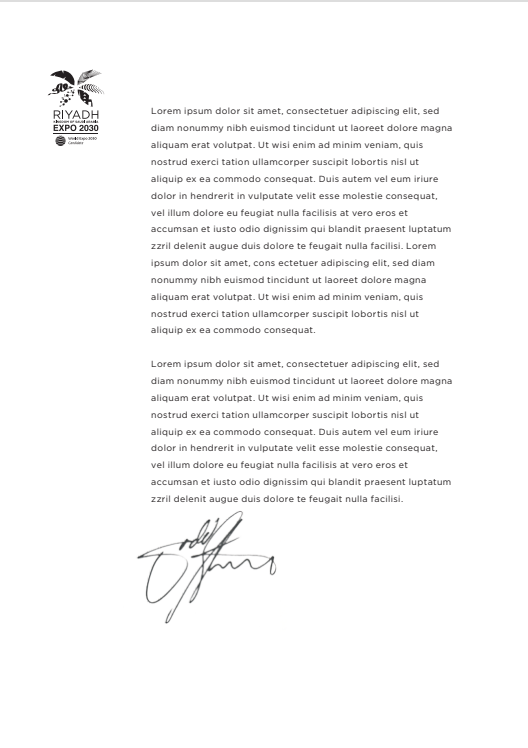 RIYADH
KINGDOM OF SAUDI ARABIA
EXPO 2030
World Expo 2030
Candidate
Lorem ipsum dolor sit amet, consectetuer adipiscing elit, sed
diam nonummy nibh euismod tincidunt ut laoreet dolore magna
aliquam erat volutpat. Ut wisi enim ad minim veniam, quis
nostrud exerci tation ullamcorper suscipit lobortis nisl ut
aliquip ex ea commodo consequat. Duis autem vel eum iriure
dolor in hendrerit in vulputate velit esse molestie consequat,
vel illum dolore eu feugiat nulla facilisis at vero eros et
accumsan et iusto odio dignissim qui blandit praesent luptatum
zzril delenit augue duis dolore te feugait nulla facilisi. Lorem
ipsum dolor sit amet, cons ectetuer adipiscing elit, sed diam
nonummy nibh euismod tincidunt ut laoreet dolore magna
aliquam erat volutpat. Ut wisi enim ad minim veniam, quis
nostrud exerci tation ullamcorper suscipit lobortis nisl ut
aliquip ex ea commodo consequat.
Lorem ipsum dolor sit amet, consectetuer adipiscing elit, sed
diam nonummy nibh euismod tincidunt ut laoreet dolore magna
aliquam erat volutpat. Ut wisi enim ad minim veniam, quis
nostrud exerci tation ullamcorper suscipit lobortis nisl ut
aliquip ex ea commodo consequat. Duis autem vel eum iriure
dolor in hendrerit in vulputate velit esse molestie consequat,
vel illum dolore eu feugiat nulla facilisis at vero eros et
accumsan et iusto odio dignissim qui blandit praesent luptatum
zzril delenit augue duis dolore te feugait nulla facilisi.